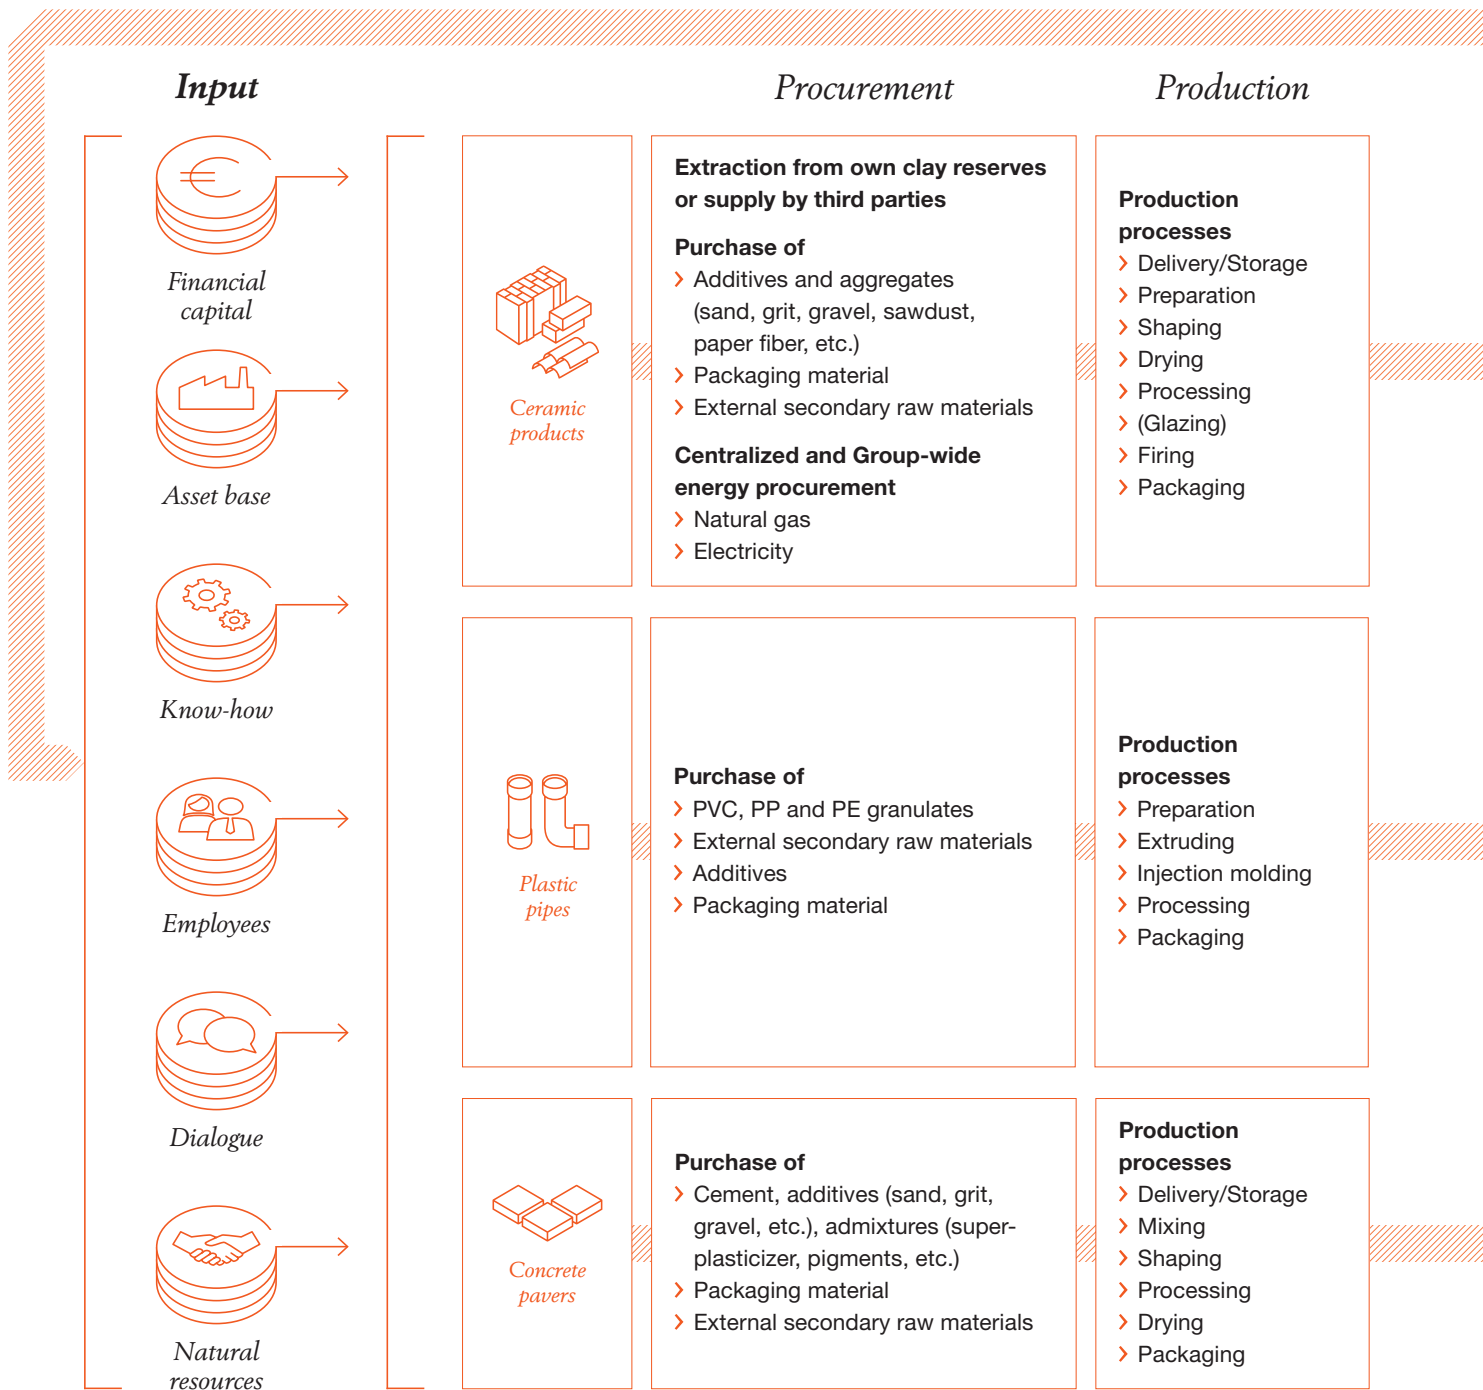 Input
Procurement
Production
Financial
capital
Asset base
Know-how
Employees
Dialogue
Natural
resources
Ceramic
products
Extraction from own clay reserves
or supply by third parties
Purchase of
› Additives and aggregates
(sand, grit, gravel, sawdust,
paper fiber, etc.)
› Packaging material
› External secondary raw materials
Centralized and Group-wide
energy procurement
› Natural gas
› Electricity
Production
processes
› Delivery/Storage
› Preparation
› Shaping
› Drying
› Processing
› (Glazing)
› Firing
› Packaging
Plastic
pipes
Purchase of
› PVC, PP and PE granulates
› External secondary raw materials
› Additives
› Packaging material
Production
processes
› Preparation
› Extruding
› Injection molding
› Processing
› Packaging
Concrete
pavers
Purchase of
› Cement, additives (sand, grit,
gravel, etc.), admixtures (super-
plasticizer, pigments, etc.)
› Packaging material
› External secondary raw materials
Production
processes
› Delivery/Storage
› Mixing
› Shaping
› Processing
› Drying
› Packaging